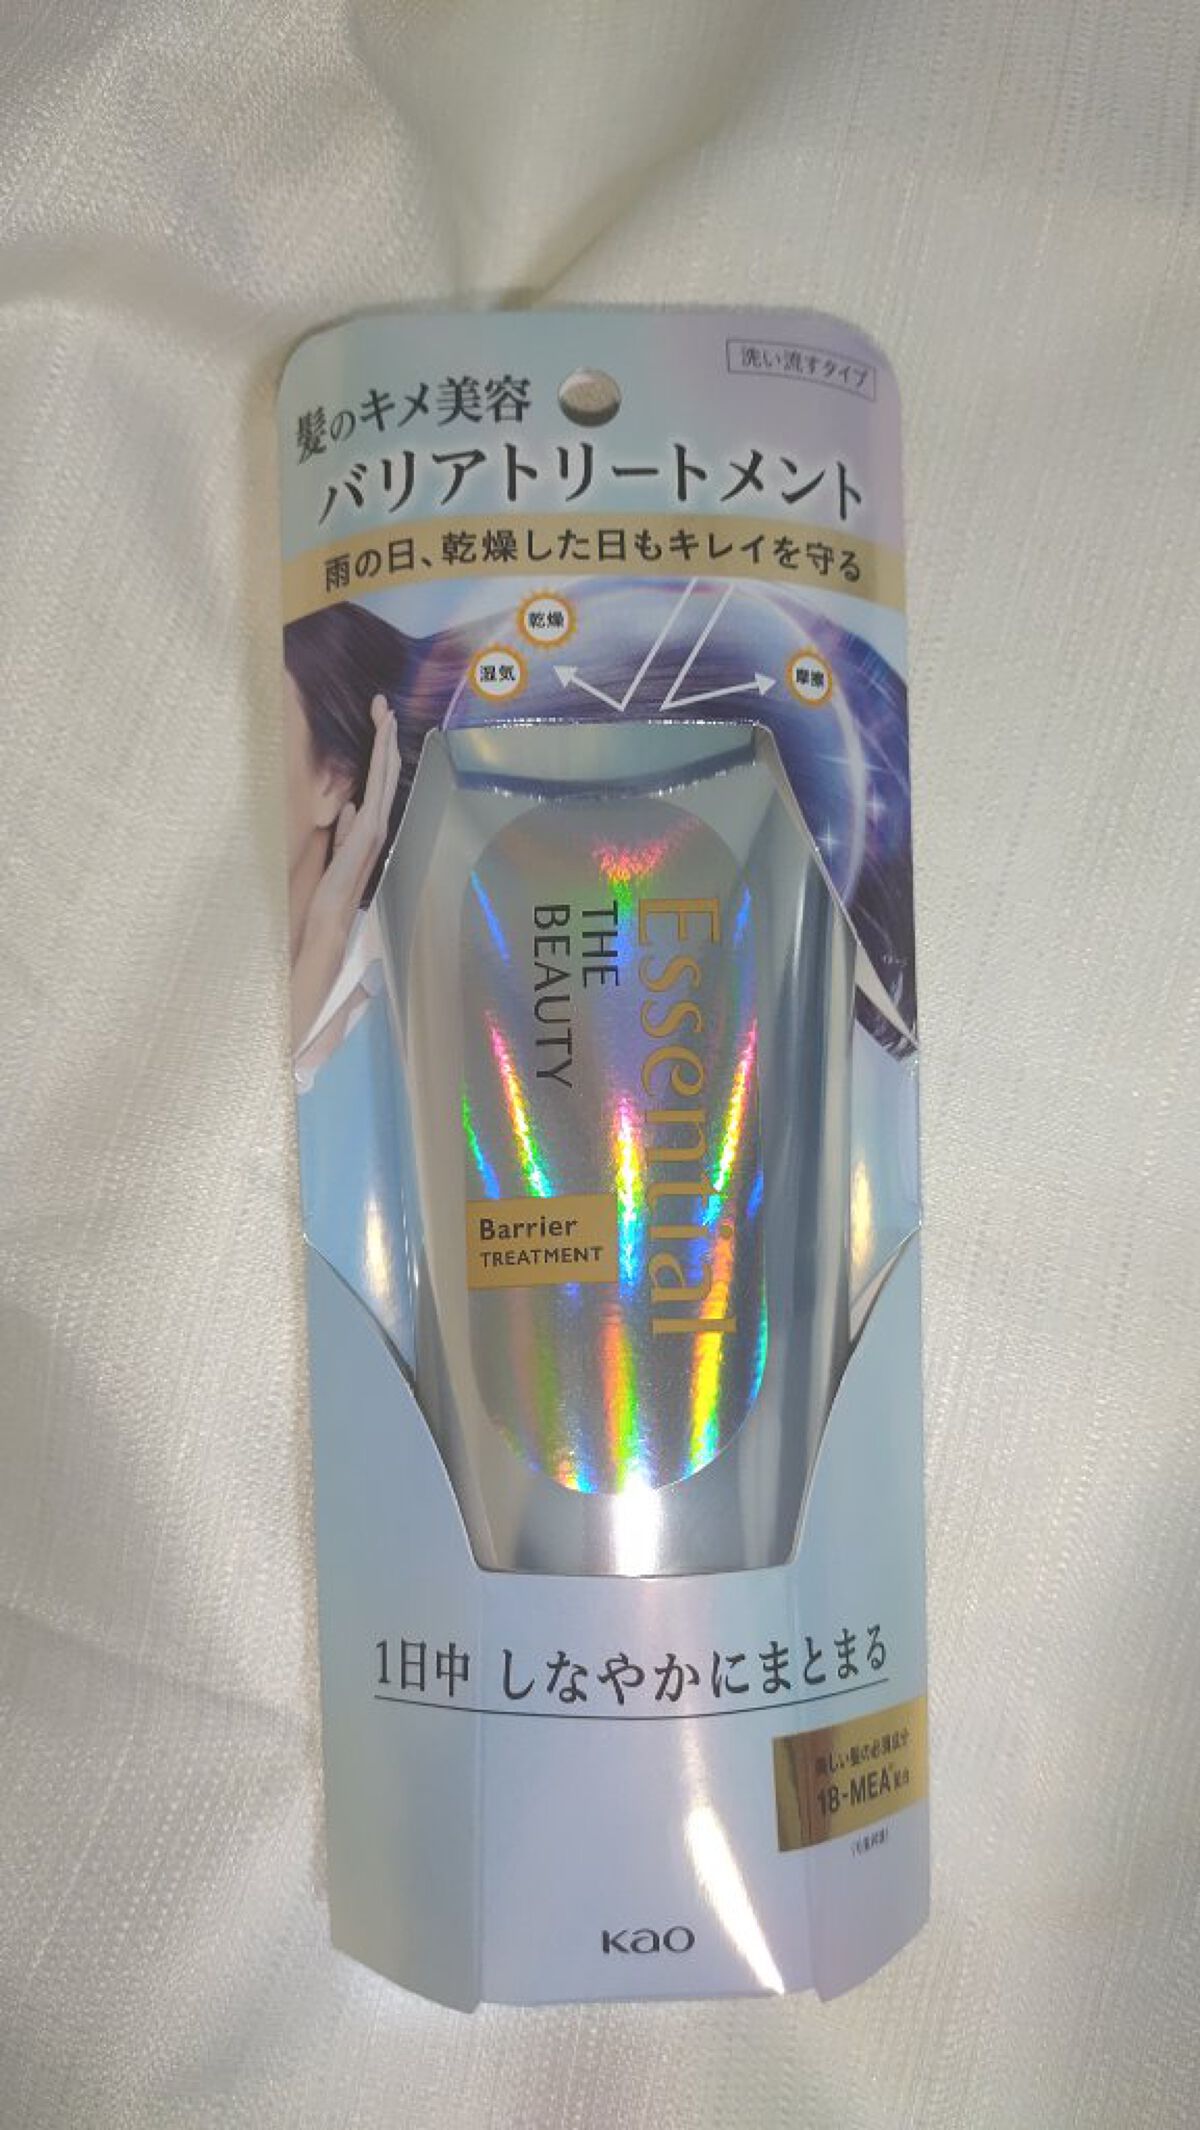 洗い流すタイプ
髪のキメ美容
バリアトリートメント
雨の日、乾燥した日もキレイを守る
乾燥
湿気
摩擦
Essential
THE
BEAUTY
Barrier
TREATMENT
1日中 しなやかにまとまる
美しい髪の必須成分
18-MEA*配合
kao